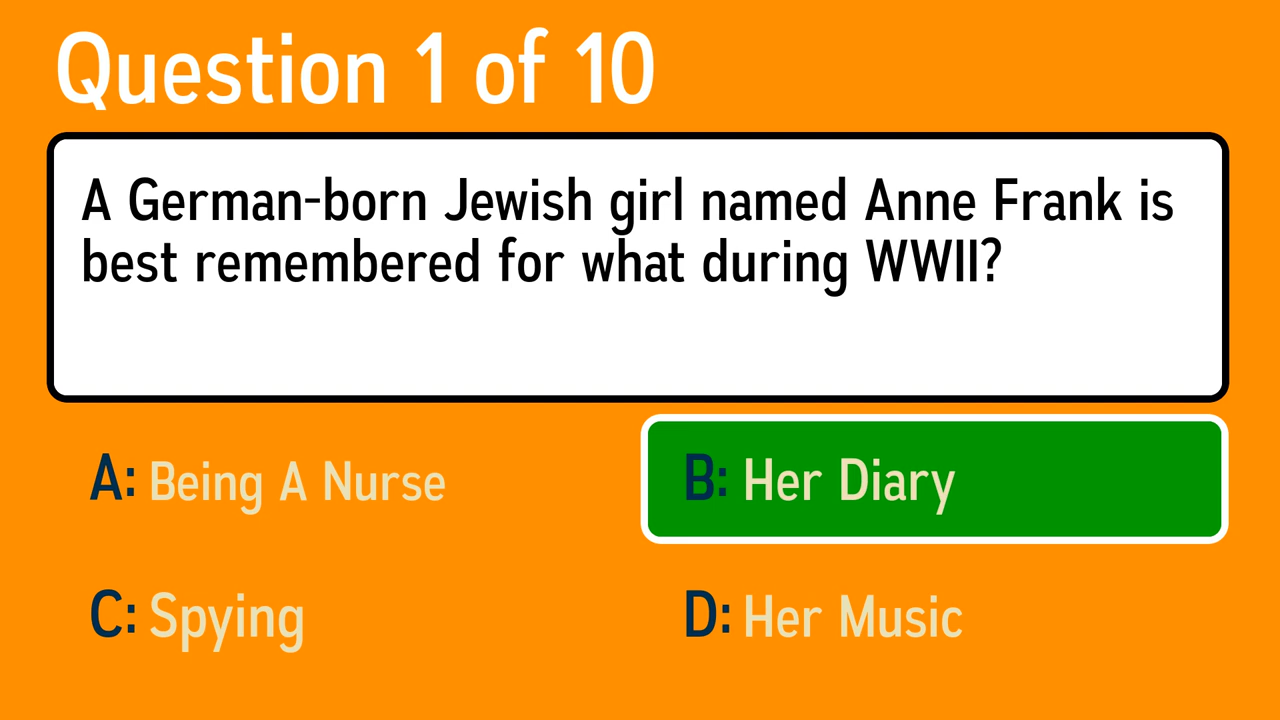 Question 1 of 10
A German-born Jewish girl named Anne Frank is
best remembered for what during WWII?
A: Being A Nurse
B: Her Diary
C: Spying
D: Her Music